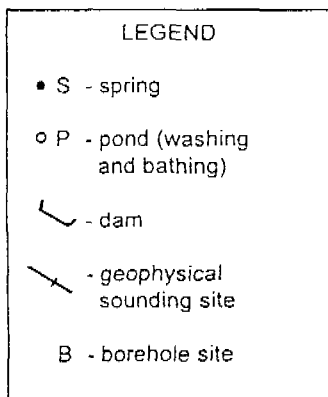 LEGEND
S - spring
P - pond (washing
and bathing)
- dam
- geophysical
sounding site
B - borehole site